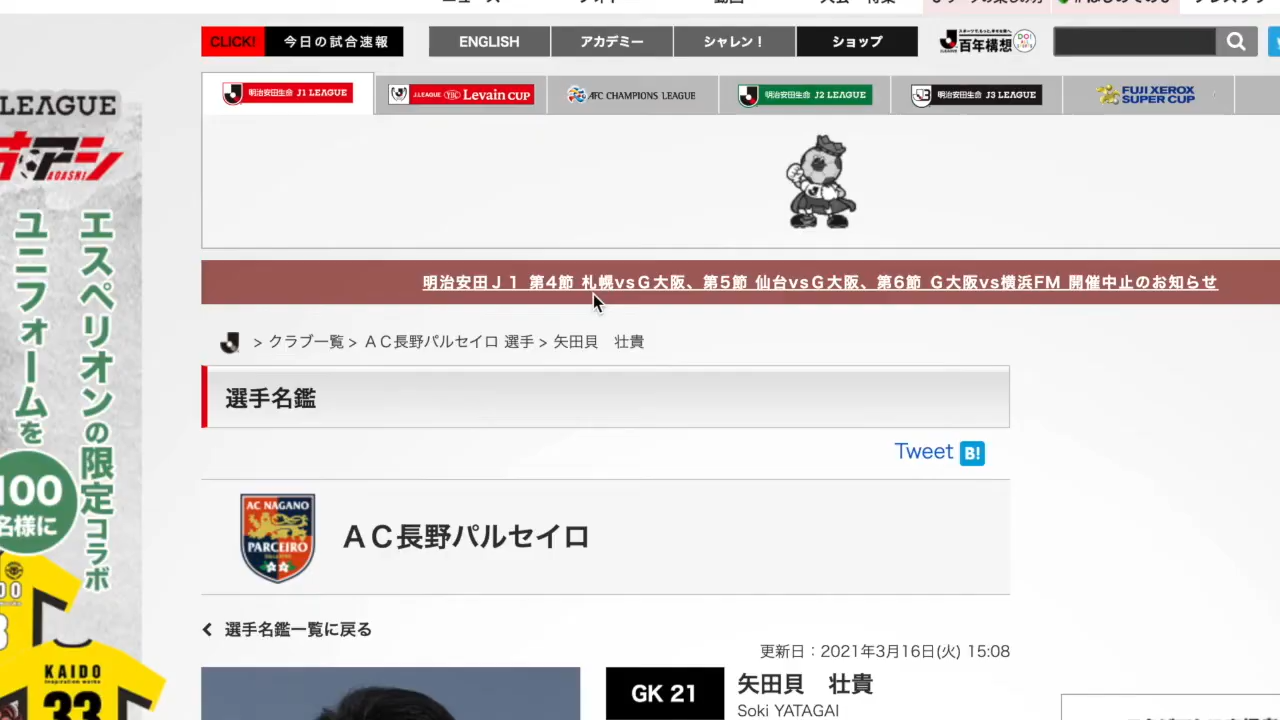 CLICK! 今日の試合速報
ENGLISH
アカデミー
シャレン！
ショップ
百年構想
明治安田生命 J1 LEAGUE
J.LEAGUE YBC Levain CUP
AFC CHAMPIONS LEAGUE
明治安田生命 J2 LEAGUE
明治安田生命 J3 LEAGUE
FUJI XEROX
SUPER CUP
明治安田Ｊ１ 第4節 札幌vsＧ大阪、第5節 仙台vsＧ大阪、第6節 Ｇ大阪vs横浜FM 開催中止のお知らせ
> クラブ一覧 > ＡＣ長野パルセイロ 選手 > 矢田貝　壮貴
選手名鑑
Tweet B!
AC NAGANO
PARCEIRO
ＡＣ長野パルセイロ
選手名鑑一覧に戻る
更新日：2021年3月16日(火) 15:08
GK 21
矢田貝　壮貴
Soki YATAGAI
LEAGUE
アオアシ
AOASHI
エスペリオンの限定コラボ
ユニフォームを
100
名様に
KAIDO
33